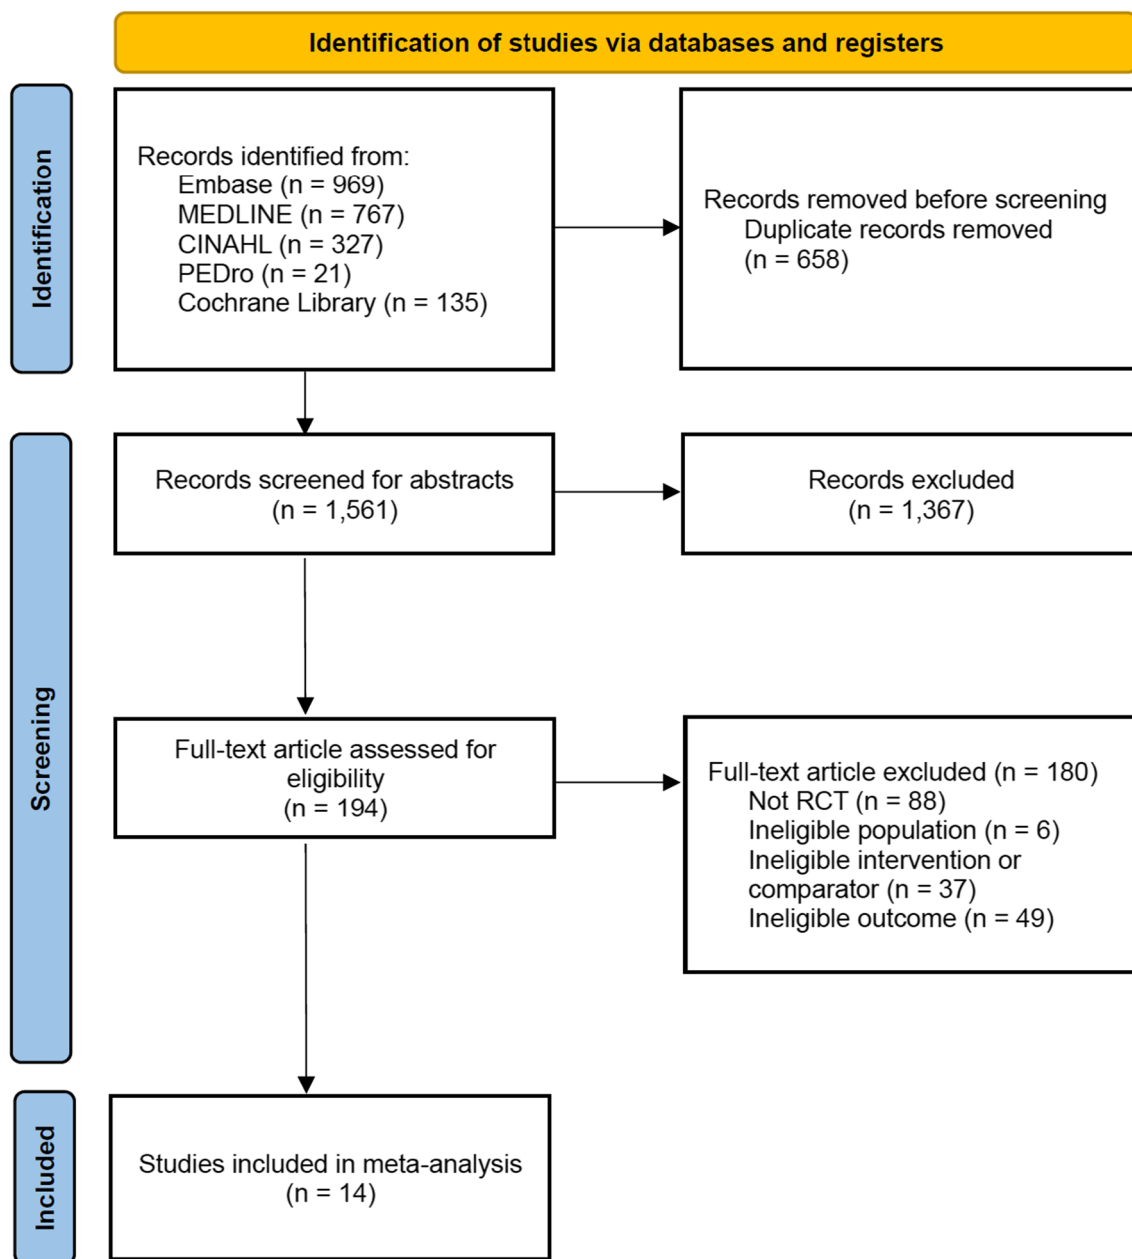 Identification of studies via databases and registers
Identification
Records identified from:
Embase (n = 969)
MEDLINE (n = 767)
CINAHL (n = 327)
PEDro (n = 21)
Cochrane Library (n = 135)
Records removed before screening
Duplicate records removed
(n = 658)
Screening
Records screened for abstracts
(n = 1,561)
Records excluded
(n = 1,367)
Full-text article assessed for
eligibility
(n = 194)
Full-text article excluded (n = 180)
Not RCT (n = 88)
Ineligible population (n = 6)
Ineligible intervention or
comparator (n = 37)
Ineligible outcome (n = 49)
Included
Studies included in meta-analysis
(n = 14)